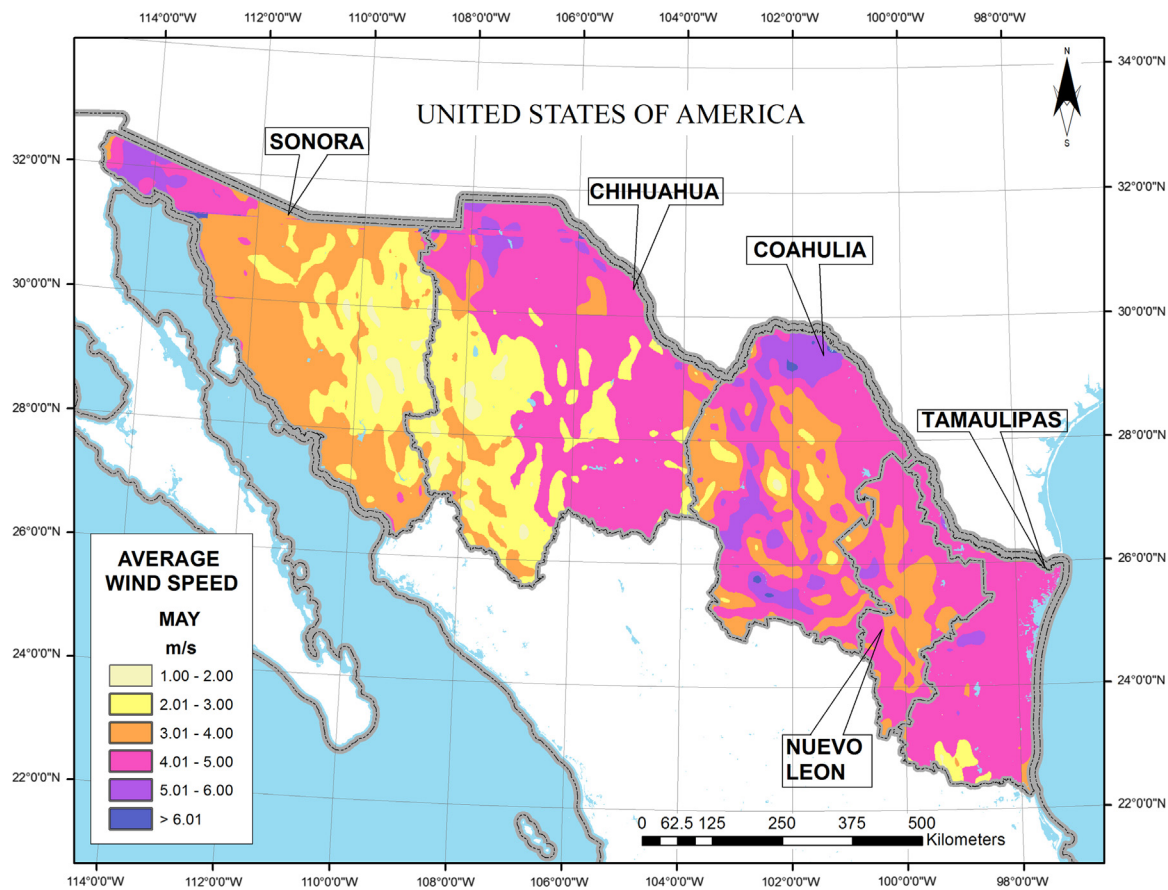 114°0'0"W 112°0'0"W 110°0'0"W 108°0'0"W 106°0'0"W 104°0'0"W 102°0'0"W 100°0'0"W 98°0'0"W
34°0'0"N
N
S
UNITED STATES OF AMERICA
SONORA
32°0'0"N
32°0'0"N
CHIHUAHUA
COAHULIA
30°0'0"N
30°0'0"N
TAMAULIPAS
28°0'0"N
28°0'0"N
26°0'0"N
26°0'0"N
24°0'0"N
24°0'0"N
22°0'0"N
22°0'0"N
AVERAGE
WIND SPEED
MAY
m/s
1.00 - 2.00
2.01 - 3.00
3.01 - 4.00
4.01 - 5.00
5.01 - 6.00
> 6.01
NUEVO
LEON
0 62.5 125 250 375 500
Kilometers
114°0'0"W 112°0'0"W 110°0'0"W 108°0'0"W 106°0'0"W 104°0'0"W 102°0'0"W 100°0'0"W 98°0'0"W